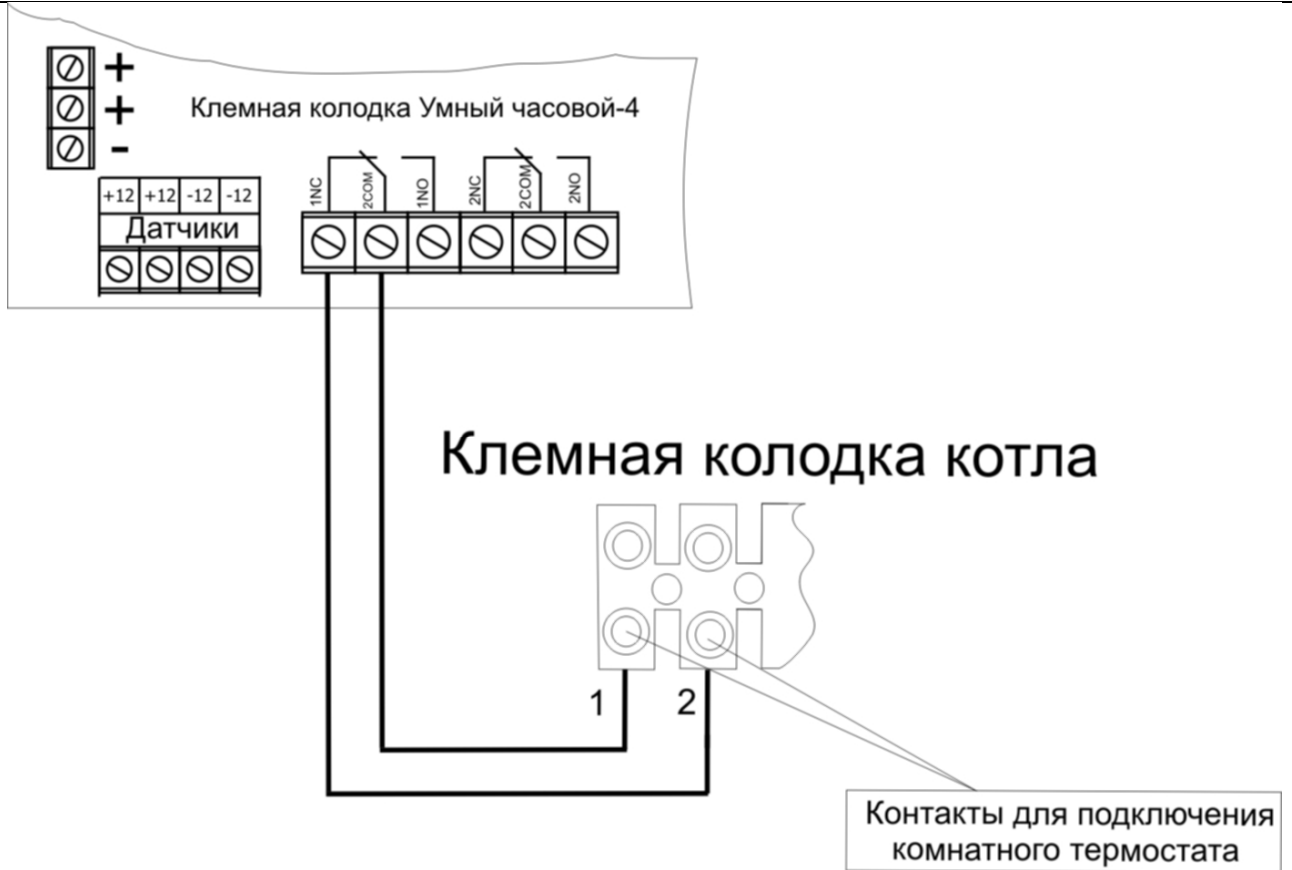 +
+
-
Клемная колодка Умный часовой-4
1NC
2COM
1NO
2NC
2COM
2NO
+12 +12 -12 -12
Датчики
Клемная колодка котла
1 2
Контакты для подключения
комнатного термостата